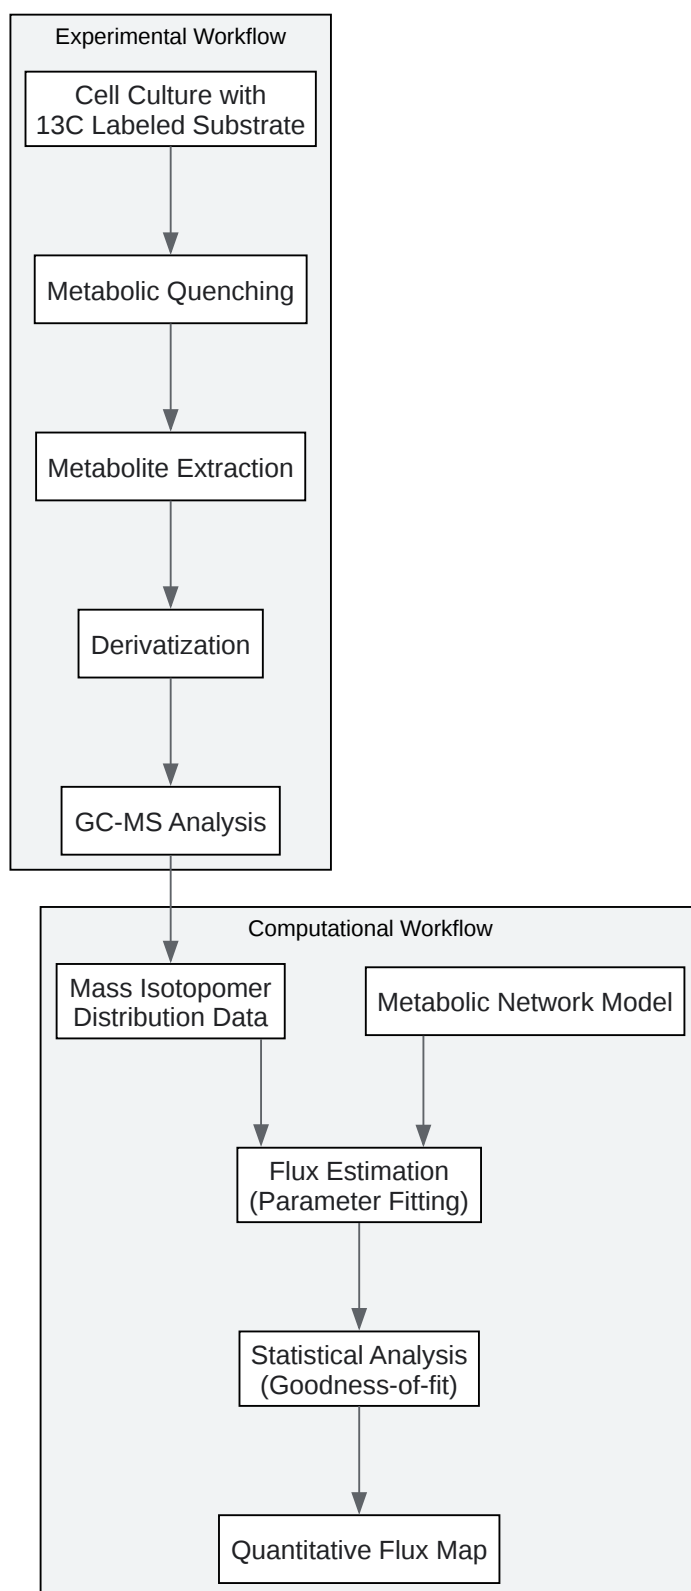 Experimental Workflow
Cell Culture with
13C Labeled Substrate
Metabolic Quenching
Metabolite Extraction
Derivatization
GC-MS Analysis
Computational Workflow
Mass Isotopomer
Distribution Data
Metabolic Network Model
Flux Estimation
(Parameter Fitting)
Statistical Analysis
(Goodness-of-fit)
Quantitative Flux Map